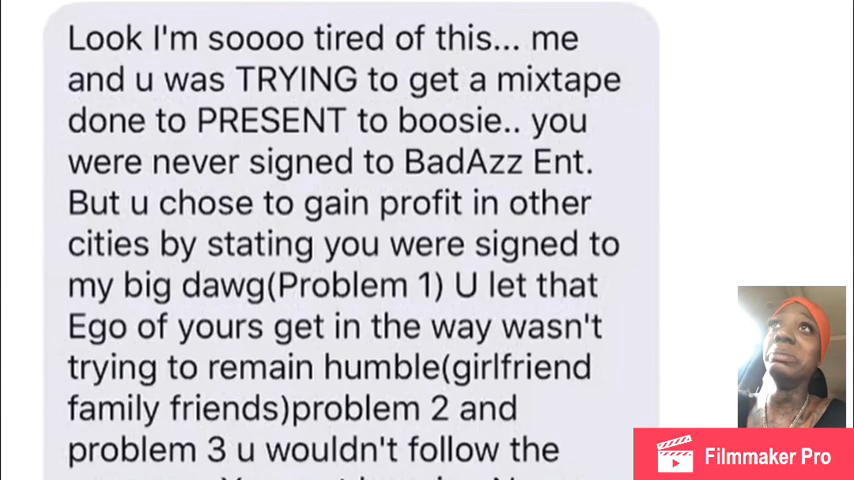 Look I'm soooo tired of this... me
and u was TRYING to get a mixtape
done to PRESENT to boosie.. you
were never signed to BadAzz Ent.
But u chose to gain profit in other
cities by stating you were signed to
my big dawg(Problem 1) U let that
Ego of yours get in the way wasn't
trying to remain humble(girlfriend
family friends)problem 2 and
problem 3 u wouldn't follow the
Filmmaker Pro